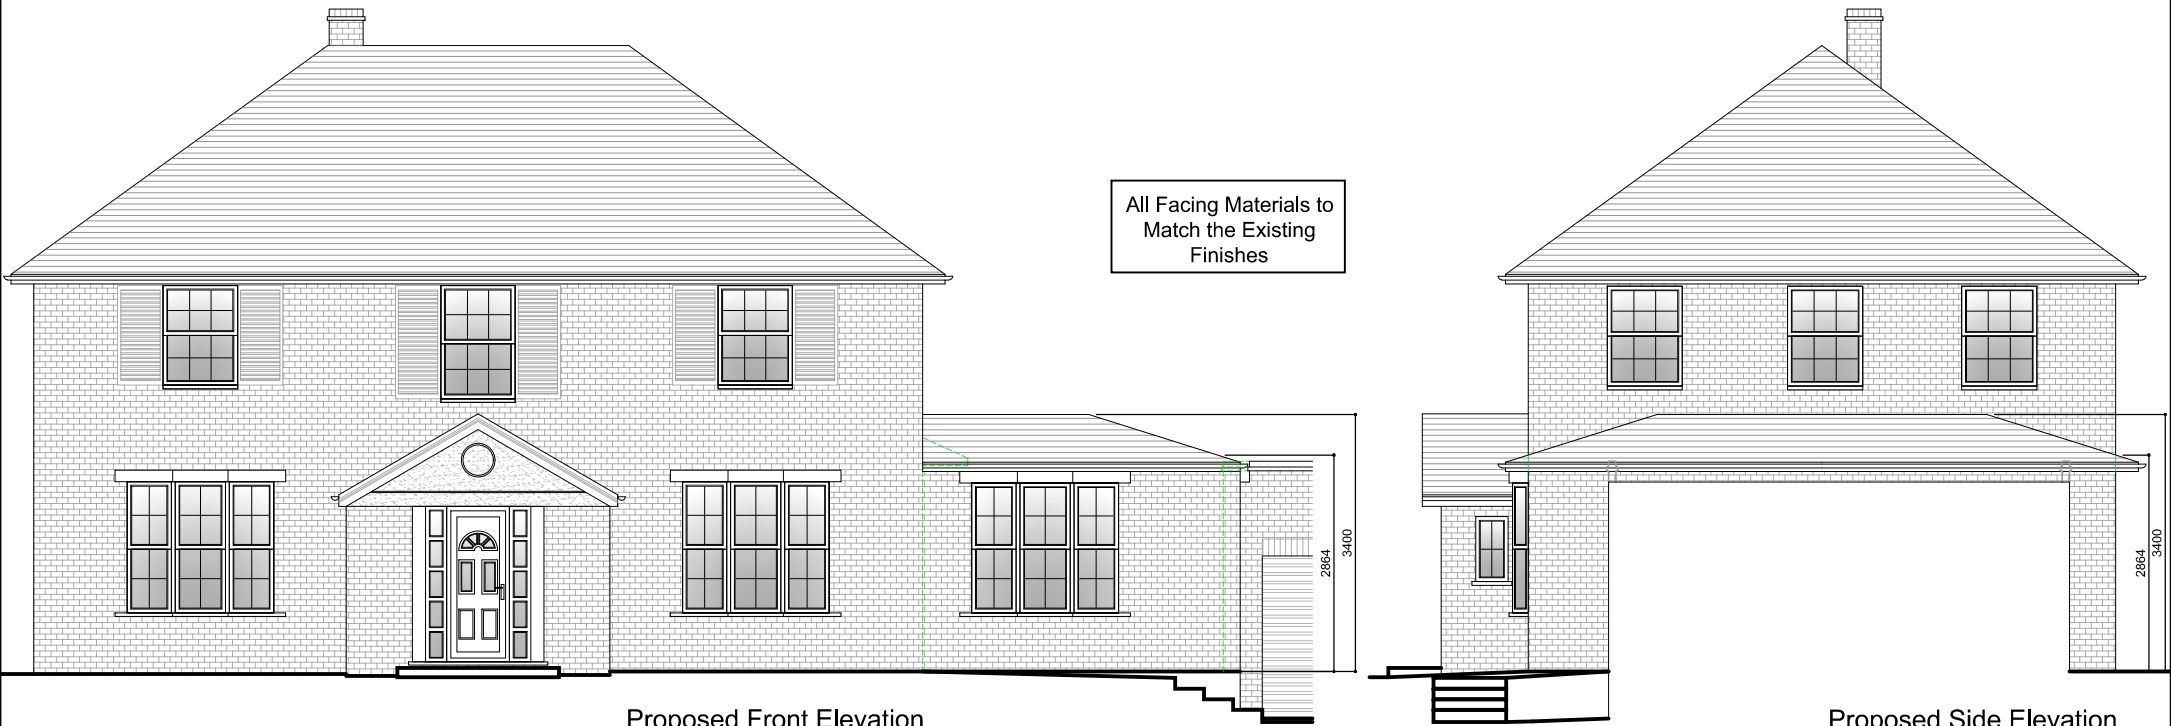 All Facing Materials to
Match the Existing
Finishes
2864
3400
2864
3400
Proposed Front Elevation
Proposed Side Elevation